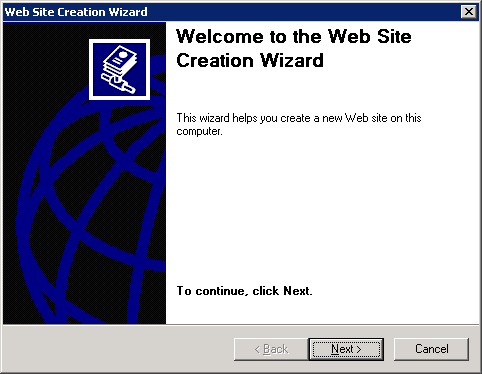 Web Site Creation Wizard
Welcome to the Web Site
Creation Wizard
This wizard helps you create a new Web site on this
computer.
To continue, click Next.
< Back
Next >
Cancel